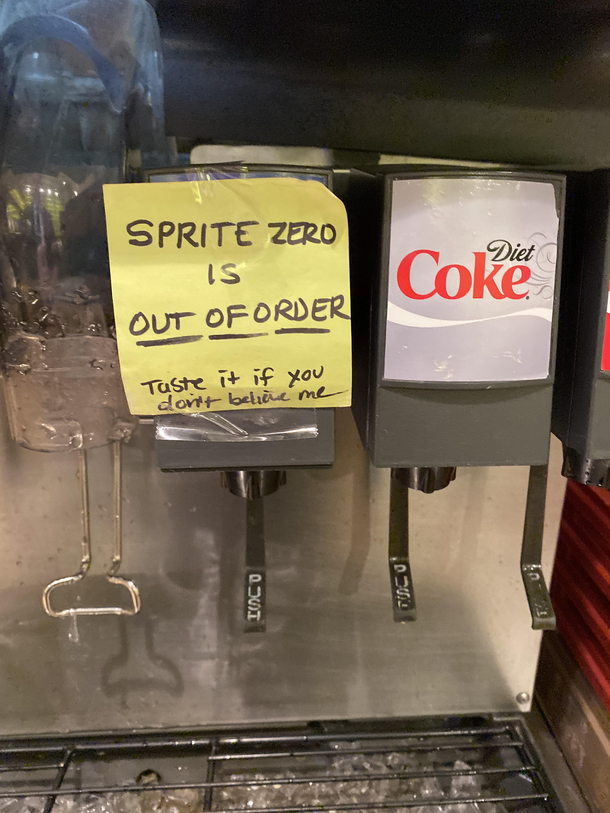 SPRITE ZERO
IS
OUT OF ORDER
Taste it if you
don't believe me
Diet
Coke
PUSH
PUSH